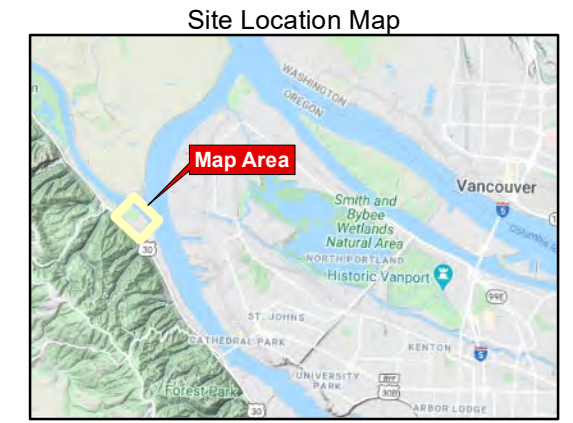 Site Location Map
WASHINGTON
OREGON
Map Area
Vancouver
Smith and
Bybee
Wetlands
Natural Area
5
NORTH PORTLAND
Historic Vanport
30
99E
ST. JOHNS
CATHEDRAL PARK
KENTON
5
UNIVERSITY
PARK
BYP
30B
Forest Park
30
ARBOR LODGE